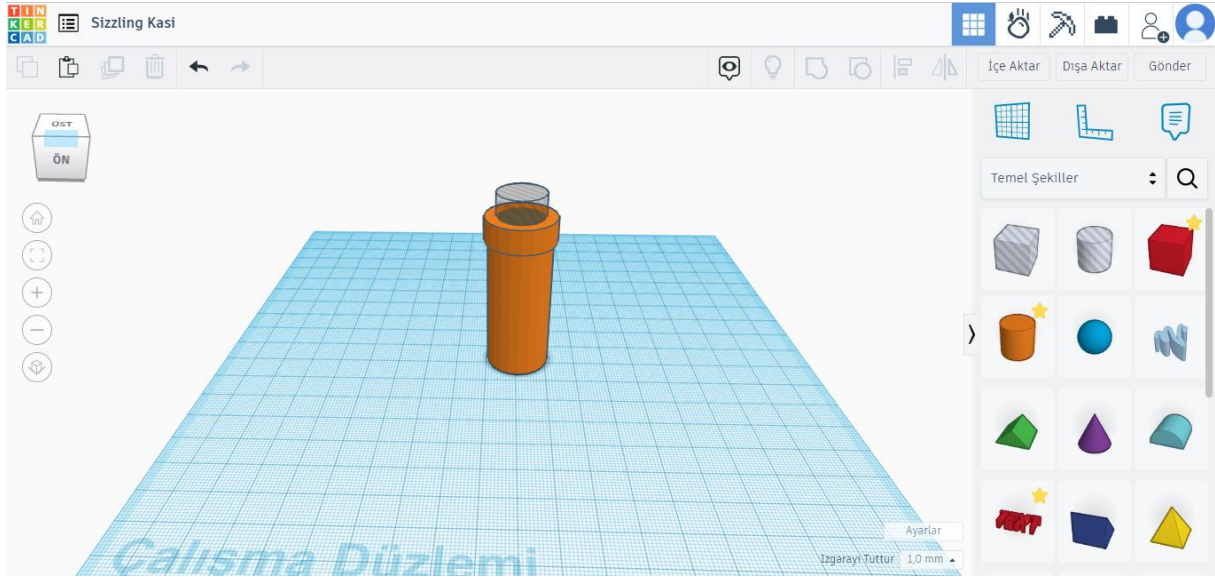 TIN
KER
CAD
Sizzling Kasi
İçe Aktar
Dışa Aktar
Gönder
ÜST
ÖN
Temel Şekiller
TEXT
Ayarlar
Izgarayı Tuttur 1,0 mm
Çalışma Düzlemi